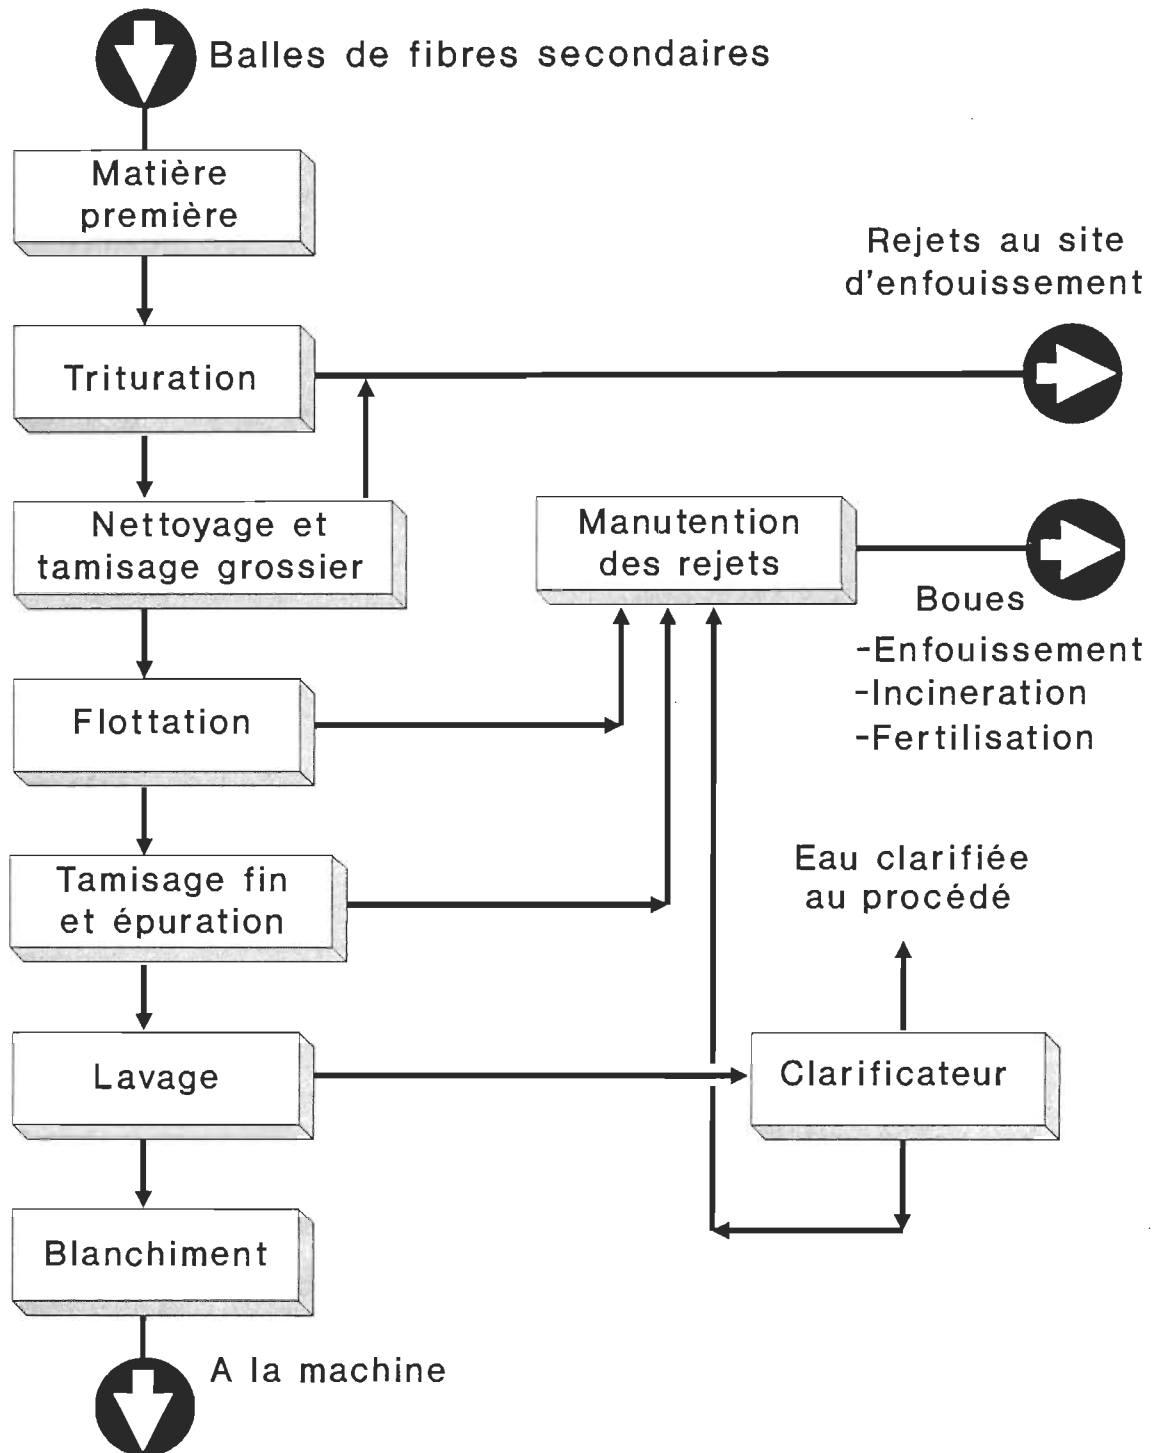 Balles de fibres secondaires
Matière
première
Rejets au site
d'enfouissement
Trituration
Nettoyage et
tamisage grossier
Manutention
des rejets
Boues
-Enfouissement
-Incineration
-Fertilisation
Flottation
Tamisage fin
et épuration
Eau clarifiée
au procédé
Lavage
Clarificateur
Blanchiment
A la machine